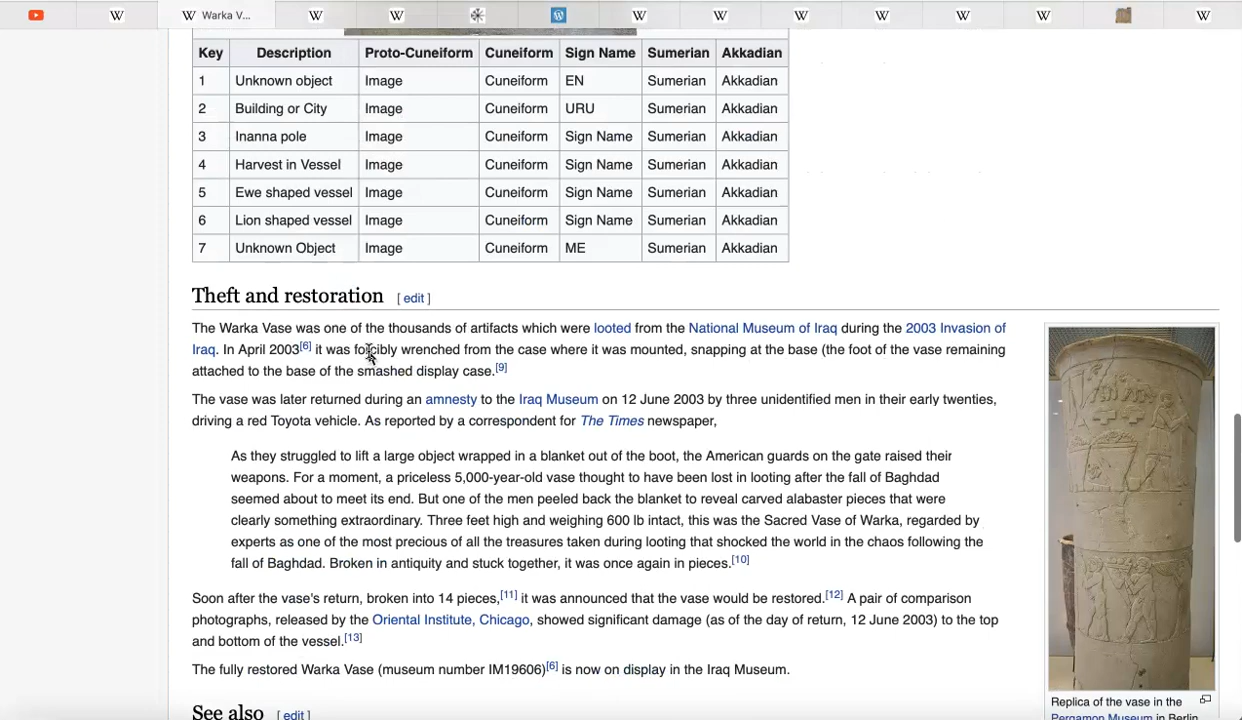 Warka V...
Key Description Proto-Cuneiform Cuneiform Sign Name Sumerian Akkadian
1 Unknown object Image Cuneiform EN Sumerian Akkadian
2 Building or City Image Cuneiform URU Sumerian Akkadian
3 Inanna pole Image Cuneiform Sign Name Sumerian Akkadian
4 Harvest in Vessel Image Cuneiform Sign Name Sumerian Akkadian
5 Ewe shaped vessel Image Cuneiform Sign Name Sumerian Akkadian
6 Lion shaped vessel Image Cuneiform Sign Name Sumerian Akkadian
7 Unknown Object Image Cuneiform ME Sumerian Akkadian
Theft and restoration [ edit ]
The Warka Vase was one of the thousands of artifacts which were looted from the National Museum of Iraq during the 2003 Invasion of
Iraq. In April 2003[6] it was forcibly wrenched from the case where it was mounted, snapping at the base (the foot of the vase remaining
attached to the base of the smashed display case.[9]
The vase was later returned during an amnesty to the Iraq Museum on 12 June 2003 by three unidentified men in their early twenties,
driving a red Toyota vehicle. As reported by a correspondent for The Times newspaper,
As they struggled to lift a large object wrapped in a blanket out of the boot, the American guards on the gate raised their
weapons. For a moment, a priceless 5,000-year-old vase thought to have been lost in looting after the fall of Baghdad
seemed about to meet its end. But one of the men peeled back the blanket to reveal carved alabaster pieces that were
clearly something extraordinary. Three feet high and weighing 600 lb intact, this was the Sacred Vase of Warka, regarded by
experts as one of the most precious of all the treasures taken during looting that shocked the world in the chaos following the
fall of Baghdad. Broken in antiquity and stuck together, it was once again in pieces.[10]
Soon after the vase's return, broken into 14 pieces,[11] it was announced that the vase would be restored.[12] A pair of comparison
photographs, released by the Oriental Institute, Chicago, showed significant damage (as of the day of return, 12 June 2003) to the top
and bottom of the vessel.[13]
The fully restored Warka Vase (museum number IM19606)[6] is now on display in the Iraq Museum.
See also [ edit ]
Replica of the vase in the
Pergamon Museum in Berlin